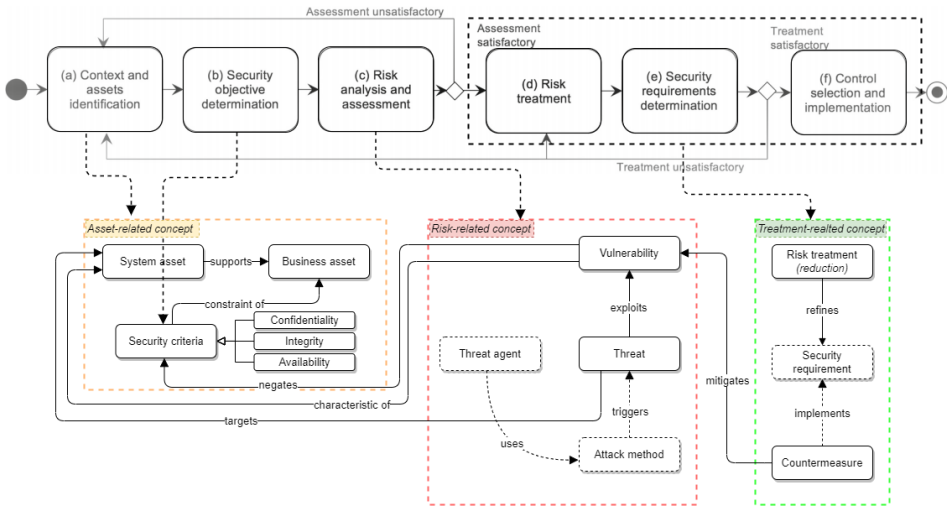 Assessment unsatisfactory
Assessment
satisfactory
Treatment
satisfactory
(a) Context and
assets
identification
(b) Security
objective
determination
(c) Risk
analysis and
assessment
(d) Risk
treatment
(e) Security
requirements
determination
(f) Control
selection and
implementation
Treatment unsatisfactory
Asset-related concept
System asset
supports
Business asset
constraint of
Security criteria
Confidentiality
Integrity
Availability
negates
characteristic of
targets
Risk-related concept
Vulnerability
exploits
Threat agent
Threat
triggers
uses
Attack method
mitigates
Treatment-realted concept
Risk treatment
(reduction)
refines
Security
requirement
implements
Countermeasure